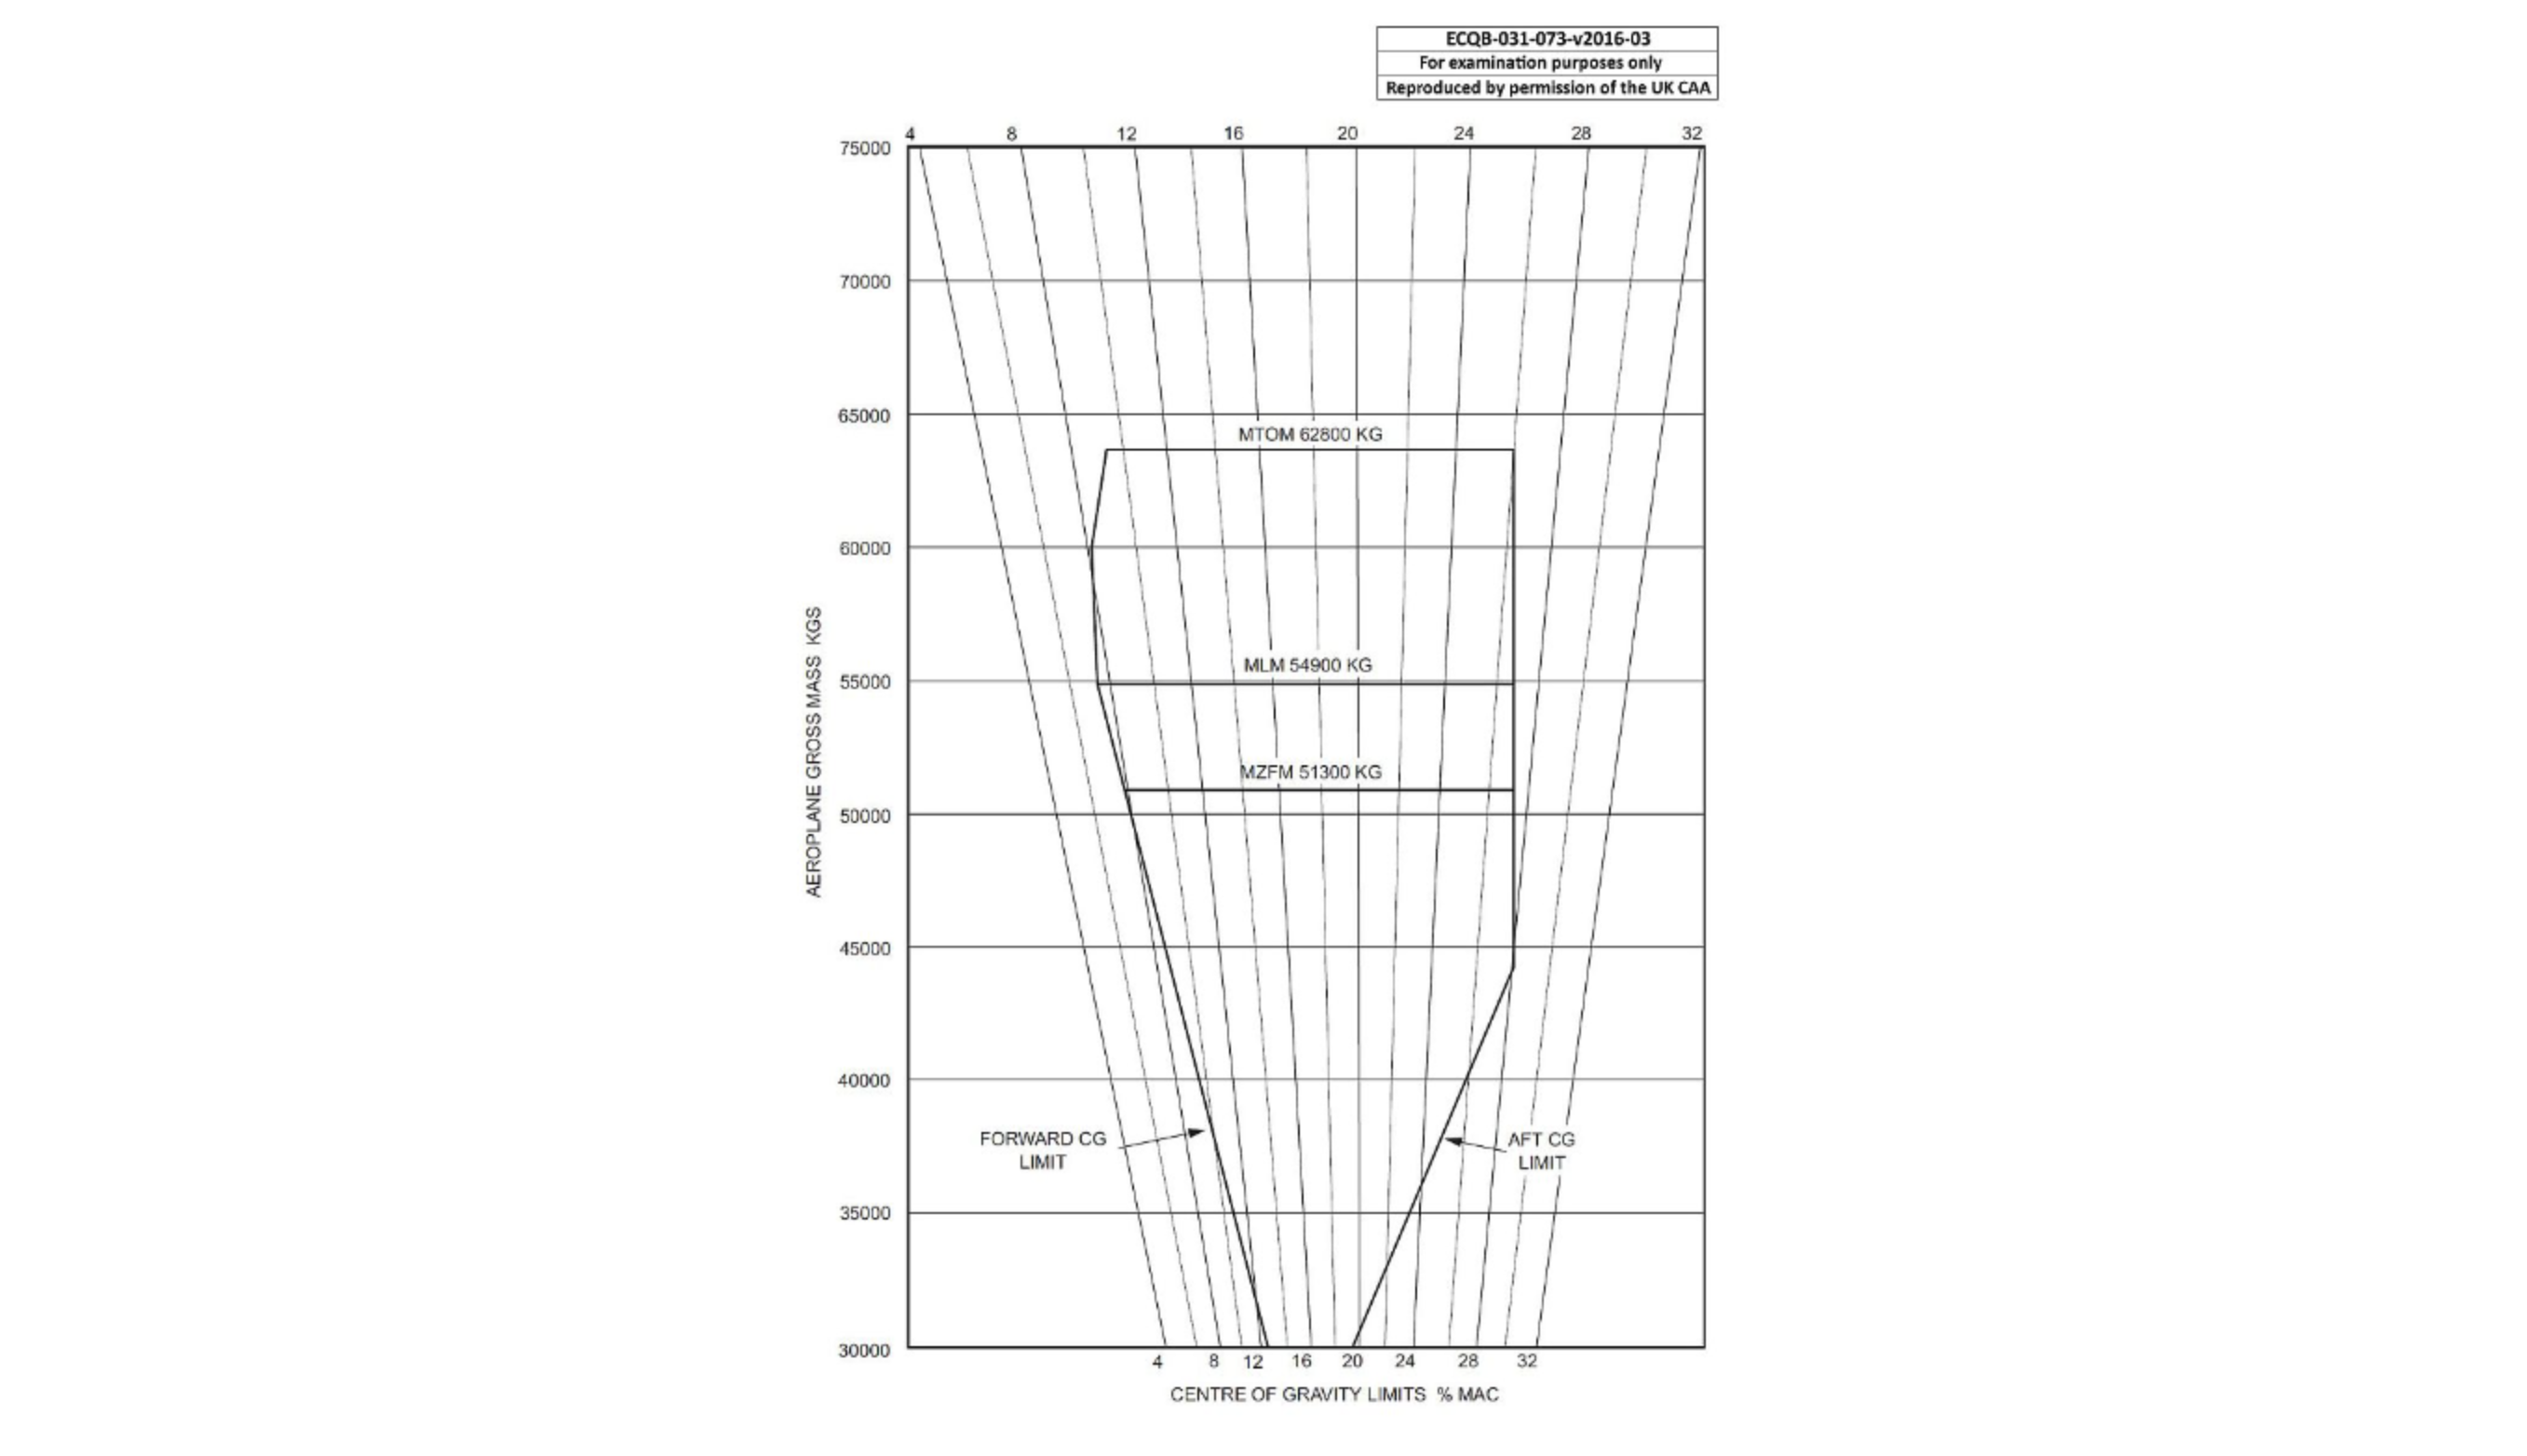 ECQB-031-073-v2016-03
For examination purposes only
Reproduced by permission of the UK CAA
4 8 12 16 20 24 28 32
75000
70000
65000
MTOM 62800 KG
60000
AEROPLANE GROSS MASS KGS
MLM 54900 KG
55000
MZFM 51300 KG
50000
45000
40000
FORWARD CG
LIMIT
AFT CG
LIMIT
35000
30000
4 8 12 16 20 24 28 32
CENTRE OF GRAVITY LIMITS % MAC